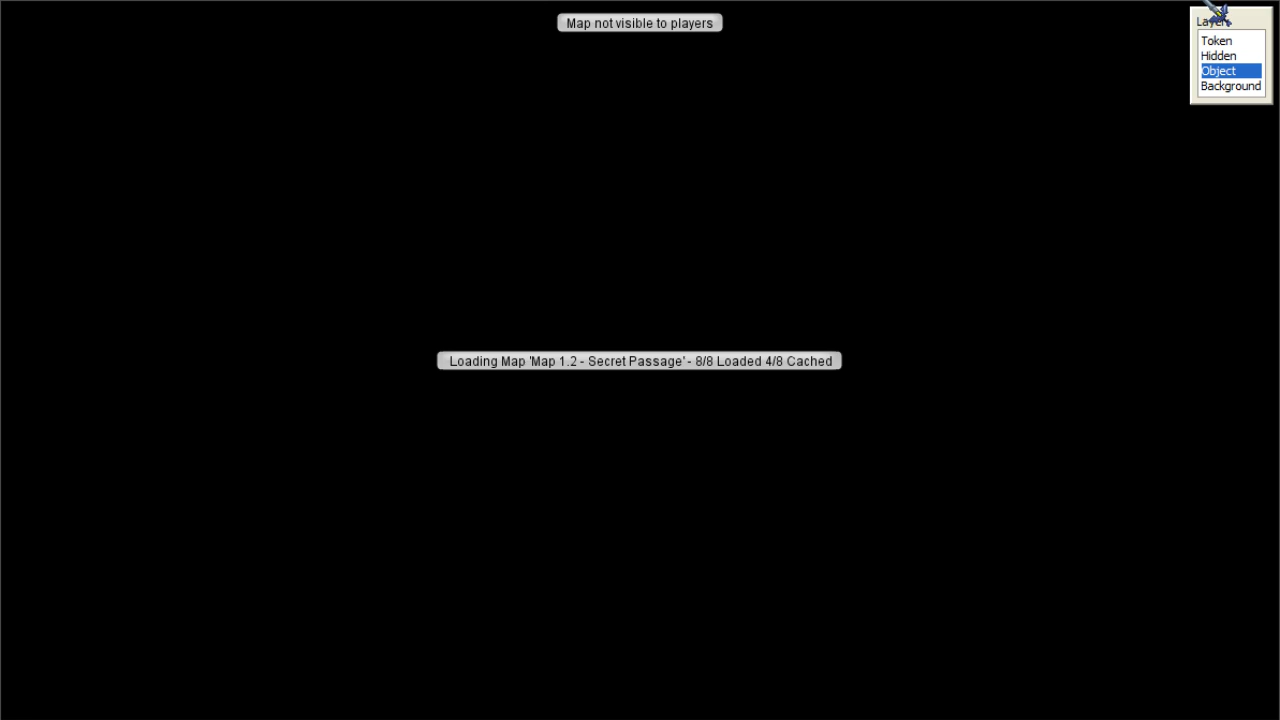 Map not visible to players
Layer
Token
Hidden
Object
Background
Loading Map 'Map 1.2 - Secret Passage' - 8/8 Loaded 4/8 Cached